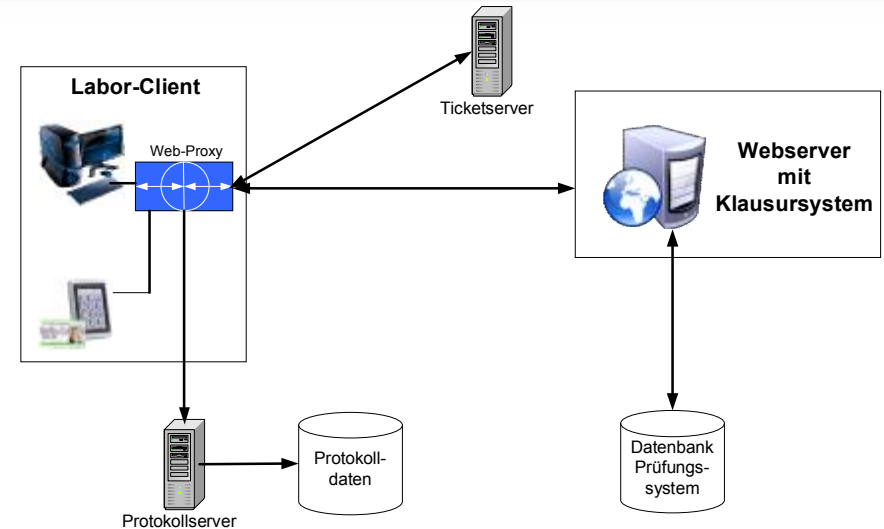 Ticketserver
Labor-Client
Web-Proxy
Webserver
mit
Klausursystem
Protokoll-
daten
Datenbank
Prüfungs-
system
Protokollserver